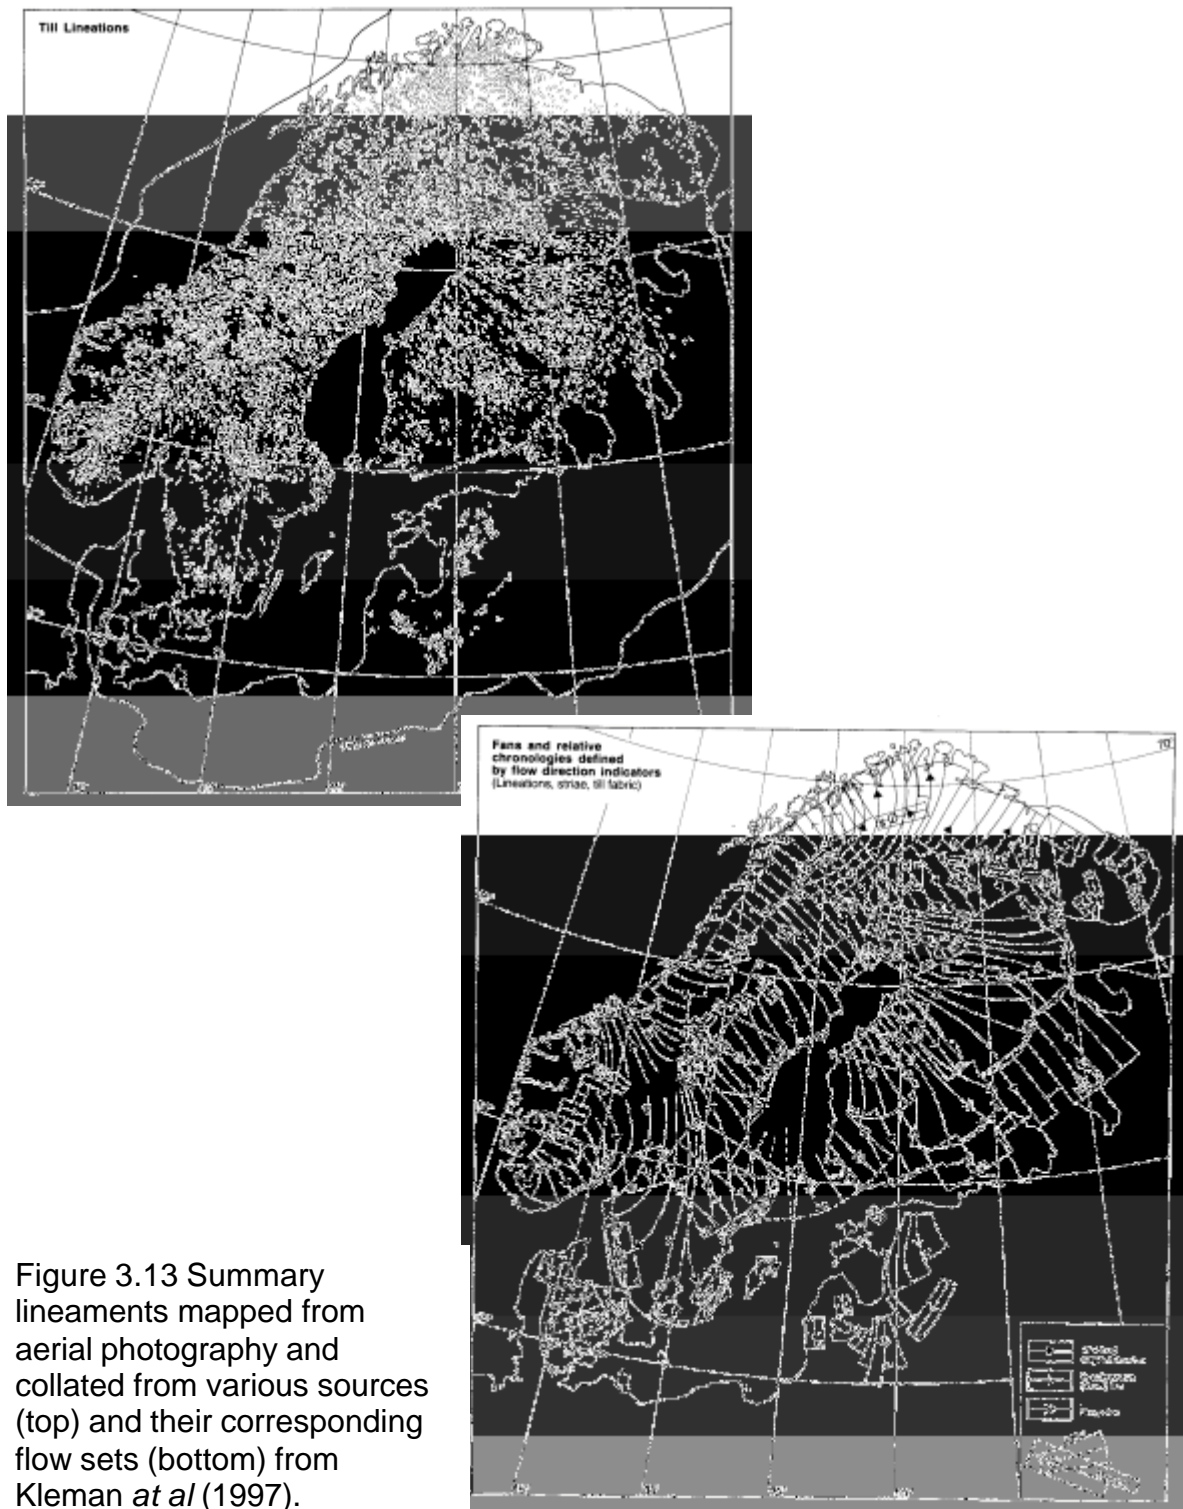 Till Lineations
Fans and relative
chronologies defined
by flow direction indicators
(Lineations, striae, till fabric)
70
Figure 3.13 Summary
lineaments mapped from
aerial photography and
collated from various sources
(top) and their corresponding
flow sets (bottom) from
Kleman at al (1997).